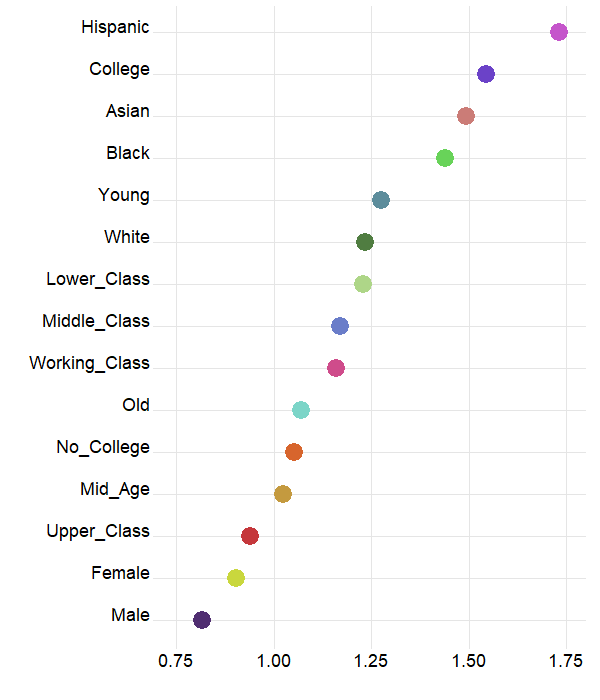 Hispanic
College
Asian
Black
Young
White
Lower_Class
Middle_Class
Working_Class
Old
No_College
Mid_Age
Upper_Class
Female
Male
0.75 1.00 1.25 1.50 1.75